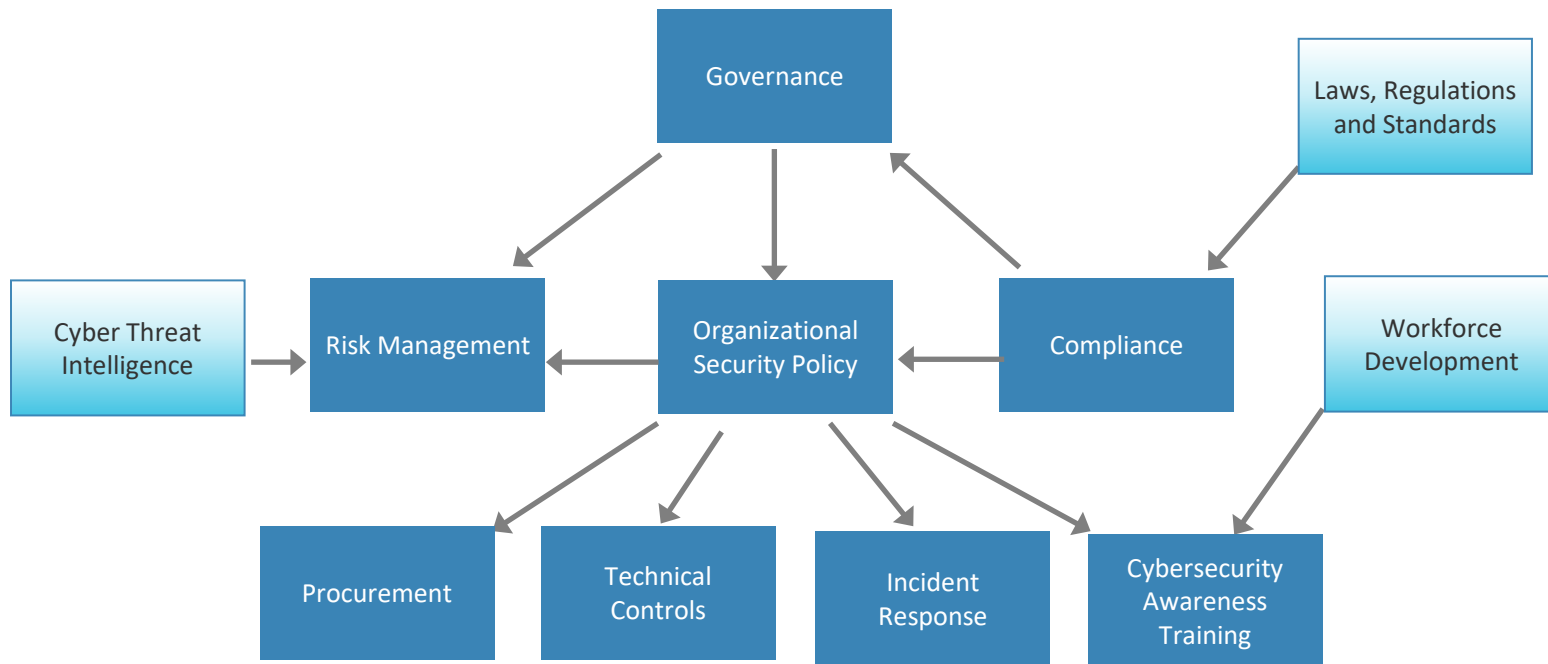 Governance
Laws, Regulations
and Standards
Cyber Threat
Intelligence
Risk Management
Organizational
Security Policy
Compliance
Workforce
Development
Procurement
Technical
Controls
Incident
Response
Cybersecurity
Awareness
Training